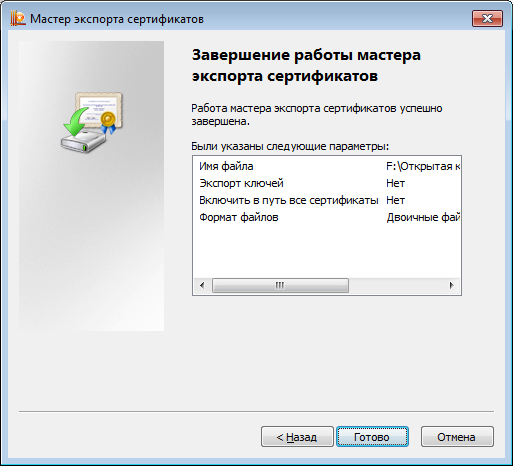 Мастер экспорта сертификатов
Завершение работы мастера
экспорта сертификатов
Работа мастера экспорта сертификатов успешно
завершена.
Были указаны следующие параметры:
Имя файла F:\Открытая к
Экспорт ключей Нет
Включить в путь все сертификаты Нет
Формат файлов Двоичные фай
< Назад Готово Отмена